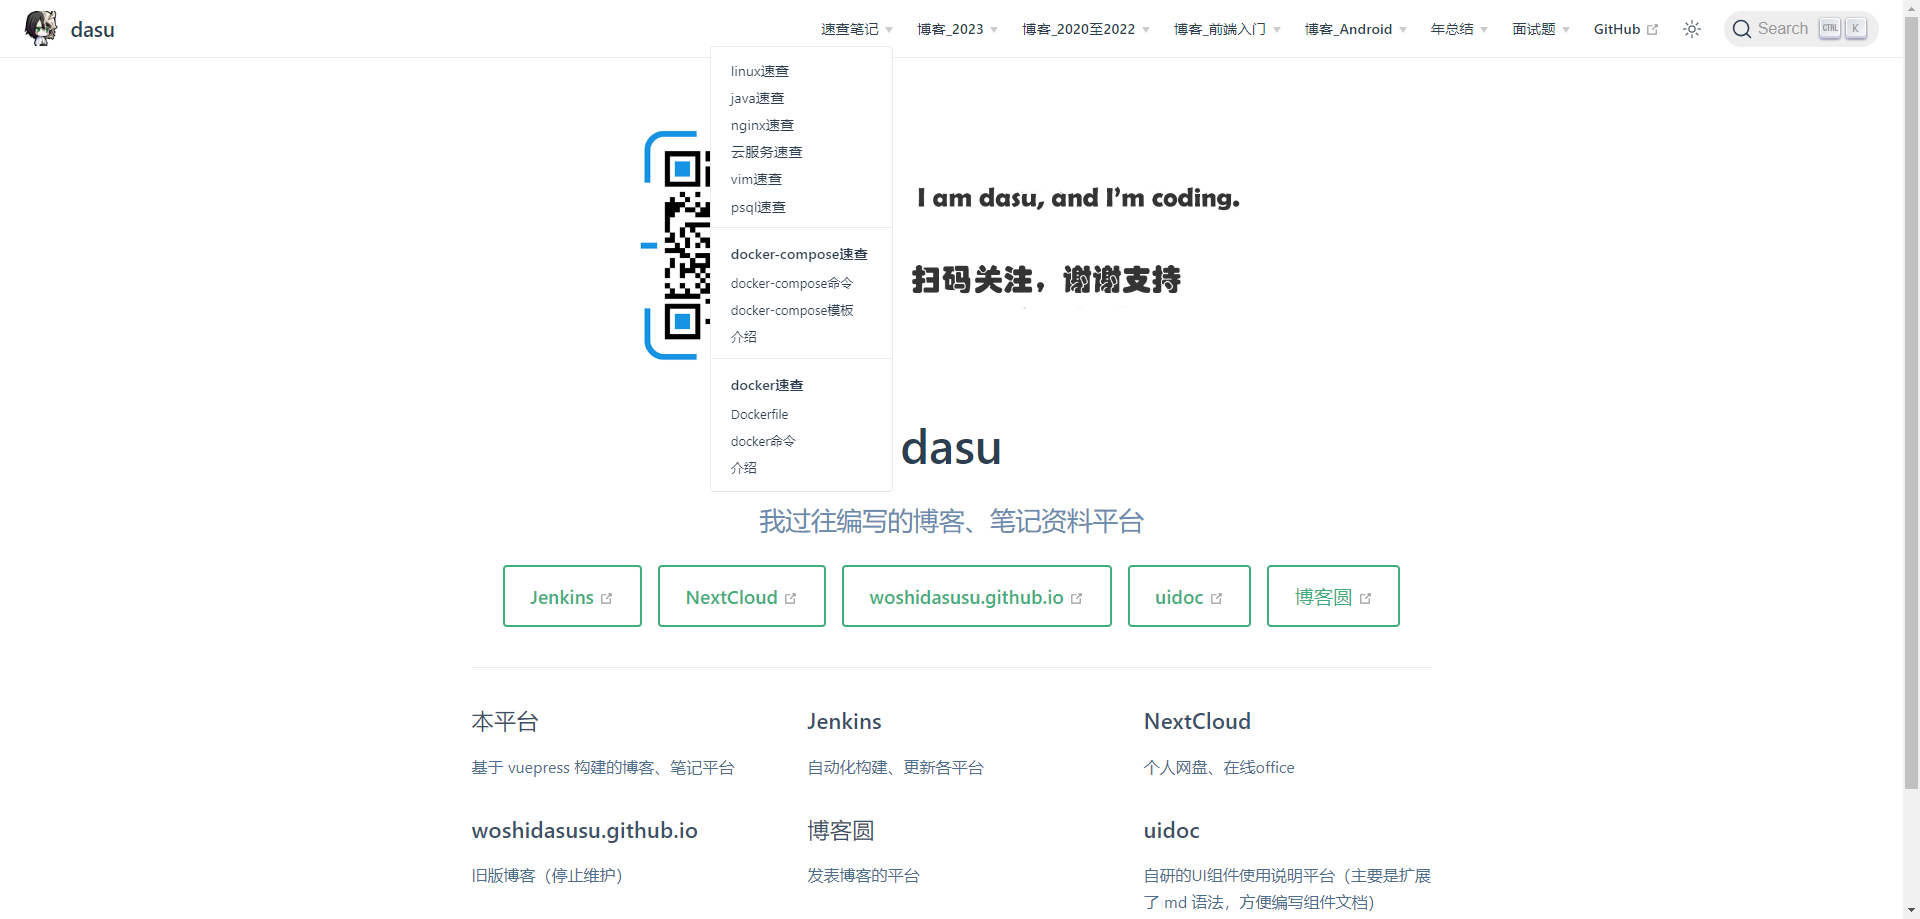 dasu
速查笔记
博客_2023
博客_2020至2022
博客_前端入门
博客_Android
年总结
面试题
GitHub
Search
CTRL
K
linux速查
java速查
nginx速查
云服务速查
vim速查
psql速查
docker-compose速查
docker-compose命令
docker-compose模板
介绍
docker速查
Dockerfile
docker命令
介绍
I am dasu, and I'm coding.
扫码关注，谢谢支持
dasu
我过往编写的博客、笔记资料平台
Jenkins
NextCloud
woshidasusu.github.io
uidoc
博客圆
本平台
基于 vuepress 构建的博客、笔记平台
Jenkins
自动化构建、更新各平台
NextCloud
个人网盘、在线office
woshidasusu.github.io
旧版博客（停止维护）
博客圆
发表博客的平台
uidoc
自研的UI组件使用说明平台（主要是扩展
了 md 语法，方便编写组件文档）